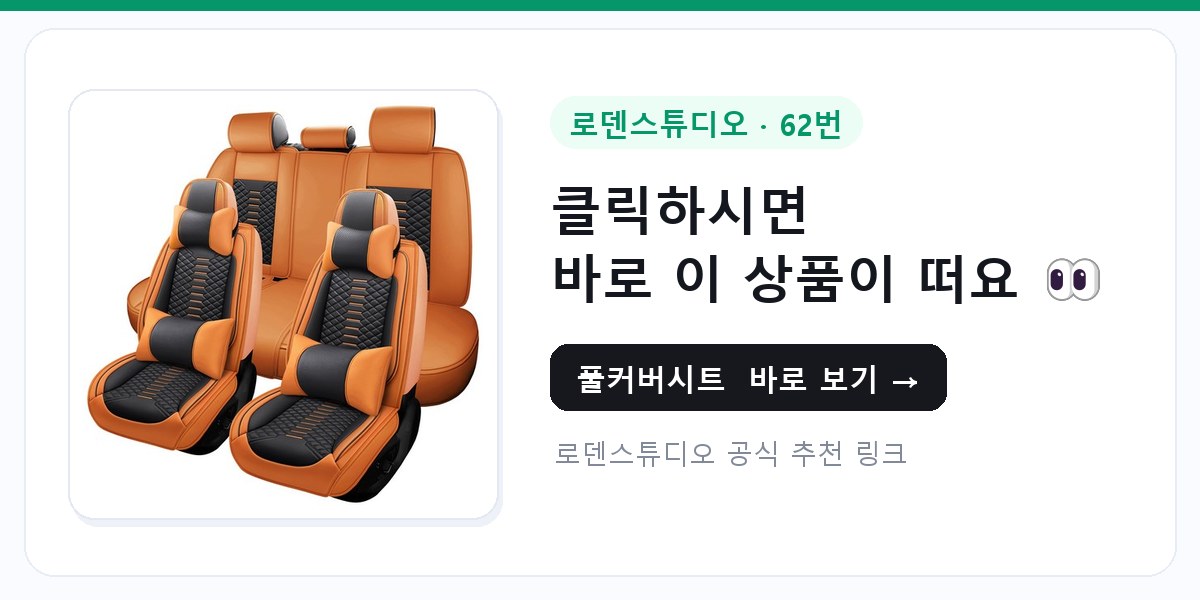 로덴스튜디오 · 62번
클릭하시면
바로 이 상품이 떠요 👀
풀커버시트 바로 보기 →
로덴스튜디오 공식 추천 링크